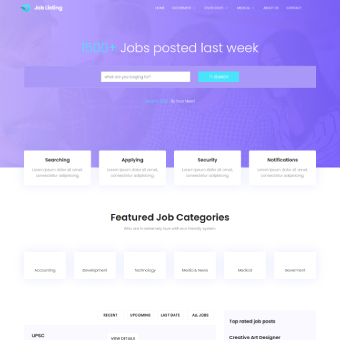 Job Listing
HOME
GOVERNMENT
STATE JOBS
MEDICAL
ABOUT US
CONTACT
1500+ Jobs posted last week
What are you looging for?
SEARCH
By Your Need
Searching
Lorem ipsum dolor sit amet,
consectetur adipiscing.
Applying
Lorem ipsum dolor sit amet,
consectetur adipiscing
Security
Lorem ipsum dolor sit amet,
consectetur adipiscing.
Notifications
Lorem ipsum dolor sit amet,
consectetur adipiscing.
Featured Job Categories
Who are in extremely love with eco friendly system.
Accounting
Development
Technology
Media & News
Medical
Goverment
RECENT
UPCOMING
LAST DATE
ALL JOBS
UPSC
VIEW DETAILS
Top rated job posts
Creative Art Designer